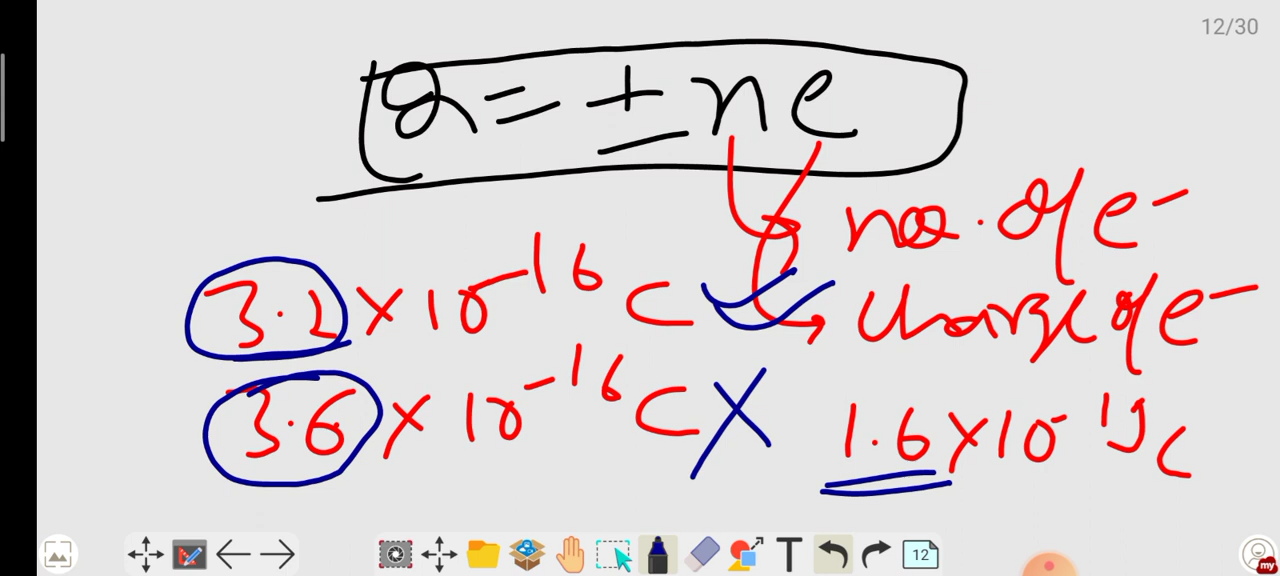 12/30
Q = ± ne
no. of e⁻
3.2 × 10⁻¹⁶ C
charge of e⁻
3.6 × 10⁻¹⁶ C
1.6 × 10⁻¹⁹ C
T
12
my